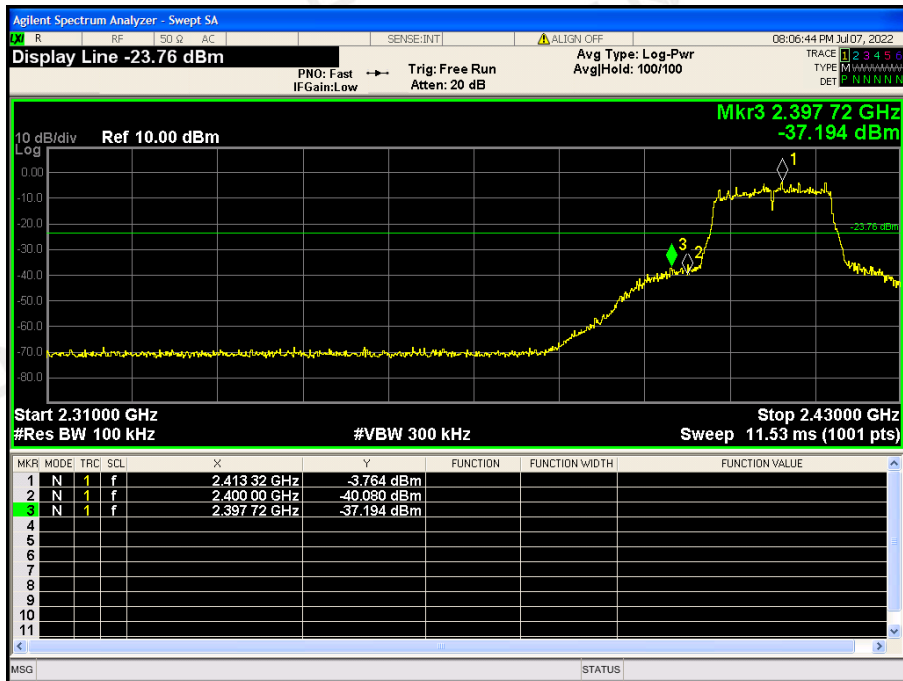 Agilent Spectrum Analyzer - Swept SA
LXI R RF 50 Ω AC SENSE:INT ALIGN OFF 08:06:44 PM Jul 07, 2022
Display Line -23.76 dBm
PNO: Fast Trig: Free Run Avg Type: Log-Pwr TRACE 1 2 3 4 5 6
IFGain:Low Atten: 20 dB Avg|Hold: 100/100 TYPE M WWWWW
DET P N N N N N
Mkr3 2.397 72 GHz
-37.194 dBm
10 dB/div Ref 10.00 dBm
Log
0.00
-10.0
-20.0
-30.0
-40.0
-50.0
-60.0
-70.0
-80.0
1
-23.76 dBm
3
2
Start 2.31000 GHz Stop 2.43000 GHz
#Res BW 100 kHz #VBW 300 kHz Sweep 11.53 ms (1001 pts)
MKR MODE TRC SCL X Y FUNCTION FUNCTION WIDTH FUNCTION VALUE
1 N 1 f 2.413 32 GHz -3.764 dBm
2 N 1 f 2.400 00 GHz -40.080 dBm
3 N 1 f 2.397 72 GHz -37.194 dBm
4
5
6
7
8
9
10
11
MSG STATUS